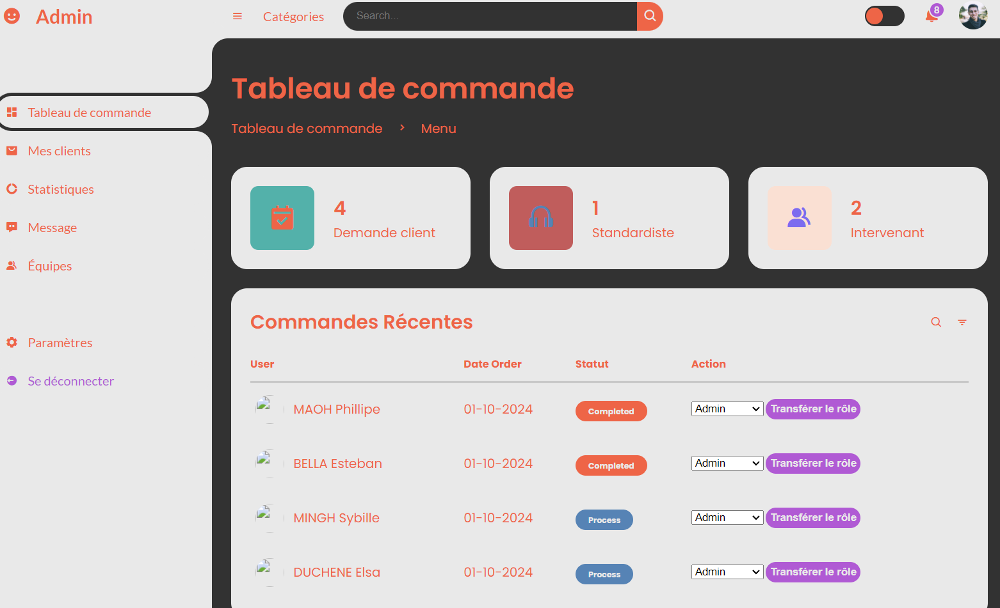 Admin
Catégories
Search...
8
Tableau de commande
Mes clients
Statistiques
Message
Équipes
Paramètres
Se déconnecter
Tableau de commande
Tableau de commande > Menu
4
Demande client
1
Standardiste
2
Intervenant
Commandes Récentes
User Date Order Statut Action
MAOH Phillipe 01-10-2024 Completed Admin Transférer le rôle
BELLA Esteban 01-10-2024 Completed Admin Transférer le rôle
MINGH Sybille 01-10-2024 Process Admin Transférer le rôle
DUCHENE Elsa 01-10-2024 Process Admin Transférer le rôle